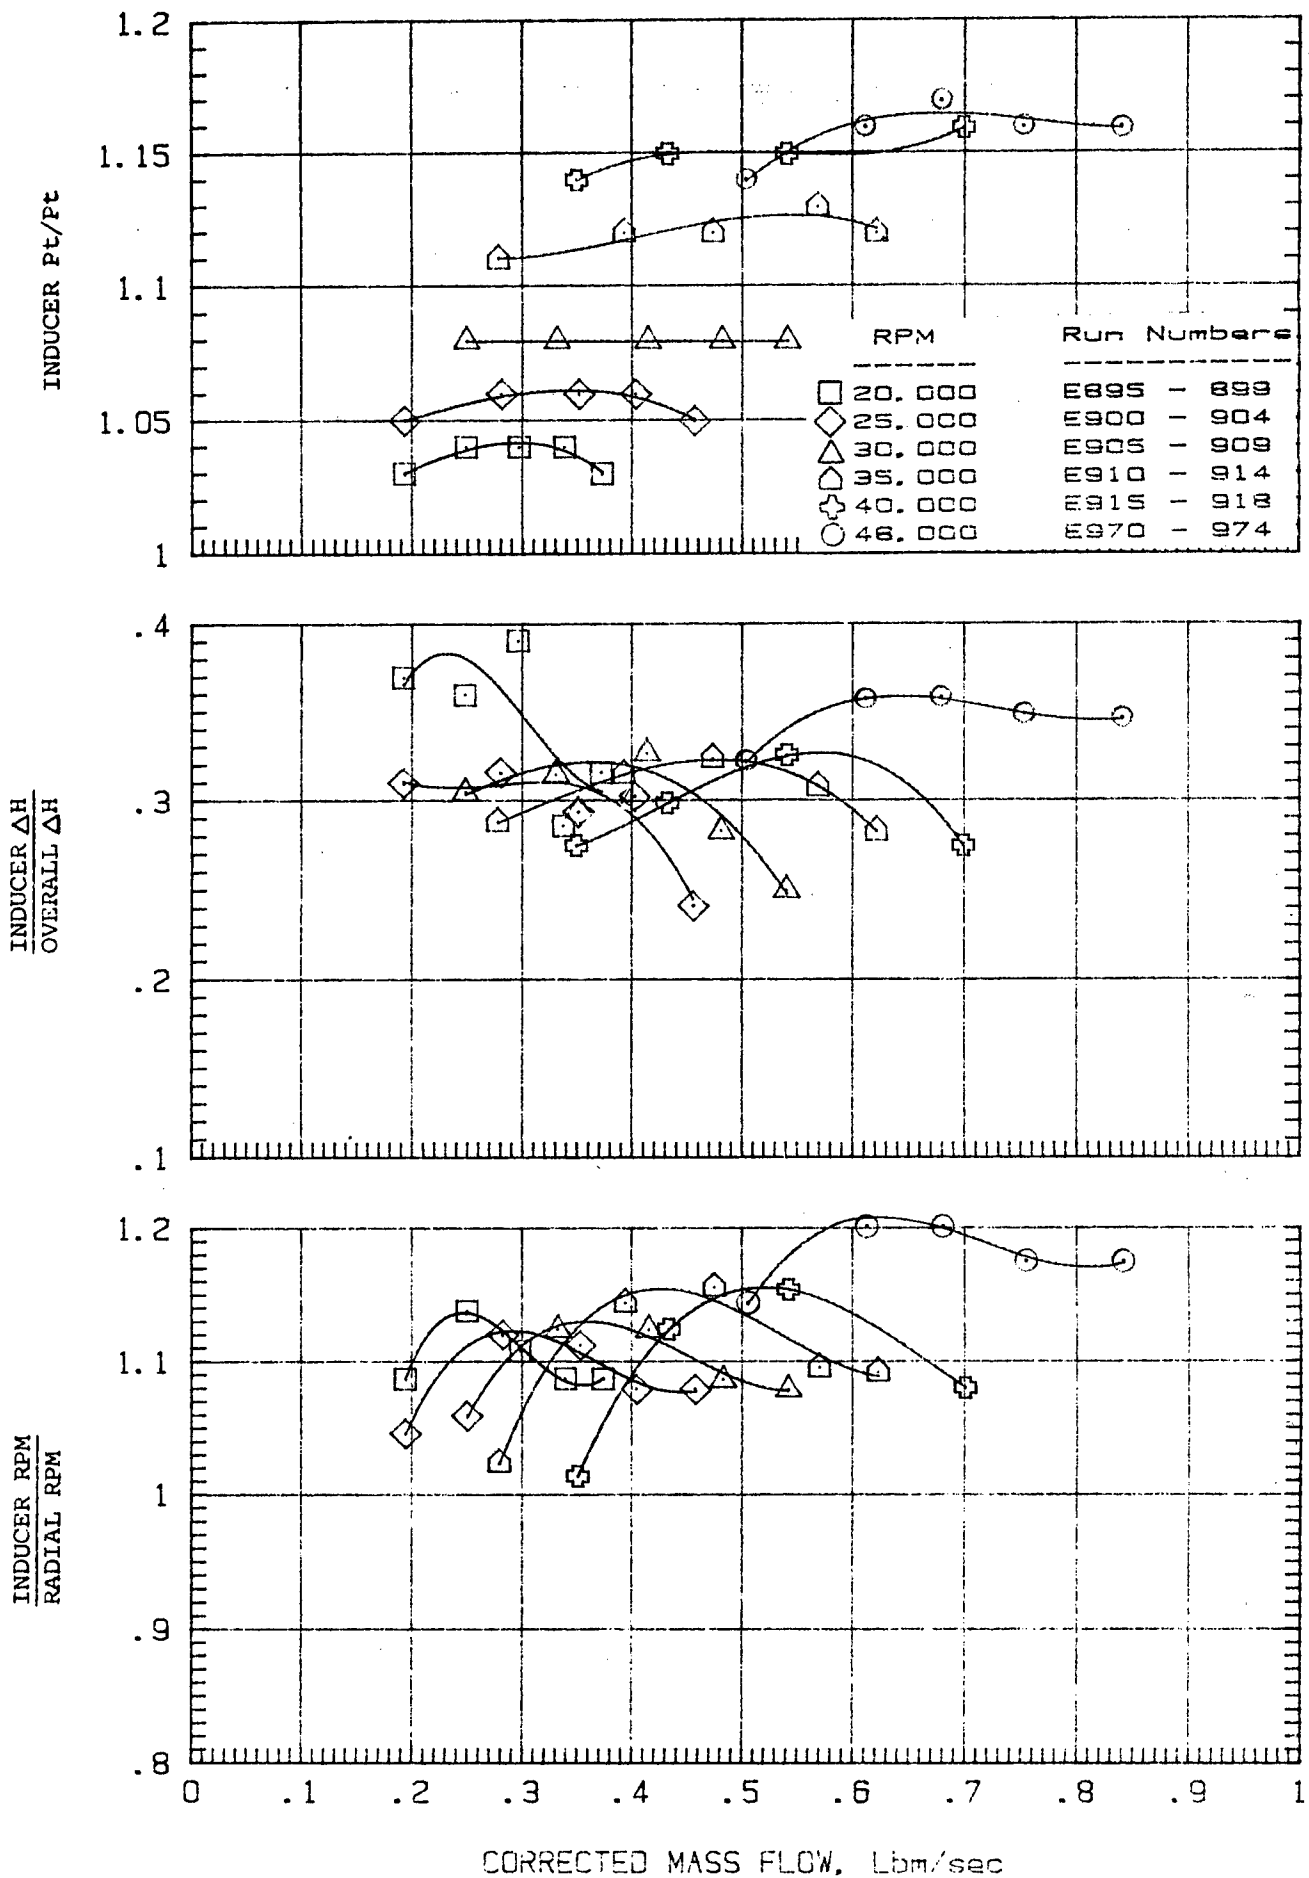 1.2
1.15
1.1
1.05
1
INDUCER Pt/Pt
RPM Run Numbers
20.000 E895 - 899
25.000 E900 - 904
30.000 E905 - 909
35.000 E910 - 914
40.000 E915 - 918
46.000 E970 - 974
.4
.3
.2
.1
INDUCER ΔH
OVERALL ΔH
1.2
1.1
1
.9
.8
INDUCER RPM
RADIAL RPM
0 .1 .2 .3 .4 .5 .6 .7 .8 .9 1
CORRECTED MASS FLOW, Lbm/sec